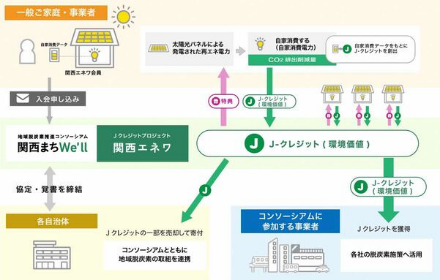 一般ご家庭・事業者
自家消費データ
関西エネワ会員
太陽光パネルによる
発電された再エネ電力
自家消費する
(自家消費電力)
CO2 排出削減量
自家消費データをもとに
J-クレジットを創出
入会申し込み
特典
J-クレジット
(環境価値)
地域脱炭素推進コンソーシアム
関西まちWe'll
Jクレジットプロジェクト
関西エネワ
J J-クレジット(環境価値)
協定・覚書を締結
J
J-クレジット
(環境価値)
各自治体
Jクレジットの一部を売却して寄付
コンソーシアムとともに
地域脱炭素の取組を連携
コンソーシアムに
参加する事業者
Jクレジットを獲得
各社の脱炭素施策へ活用